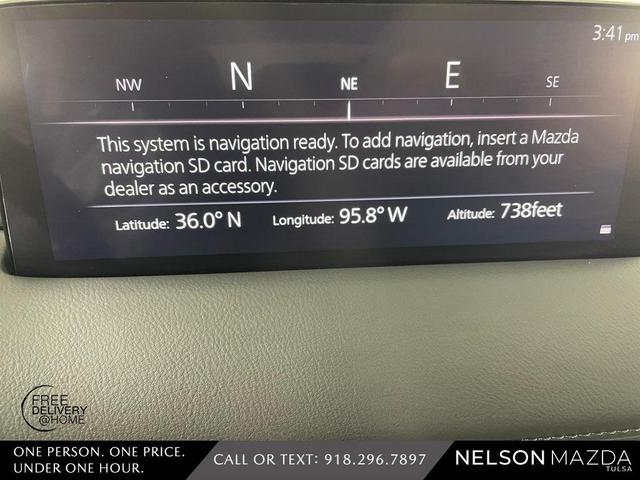 3:41 pm
NW N NE E SE
This system is navigation ready. To add navigation, insert a Mazda
navigation SD card. Navigation SD cards are available from your
dealer as an accessory.
Latitude: 36.0° N Longitude: 95.8° W Altitude: 738feet
FREE
DELIVERY
@HOME
ONE PERSON. ONE PRICE.
UNDER ONE HOUR.
CALL OR TEXT: 918.296.7897
NELSON MAZDA
TULSA